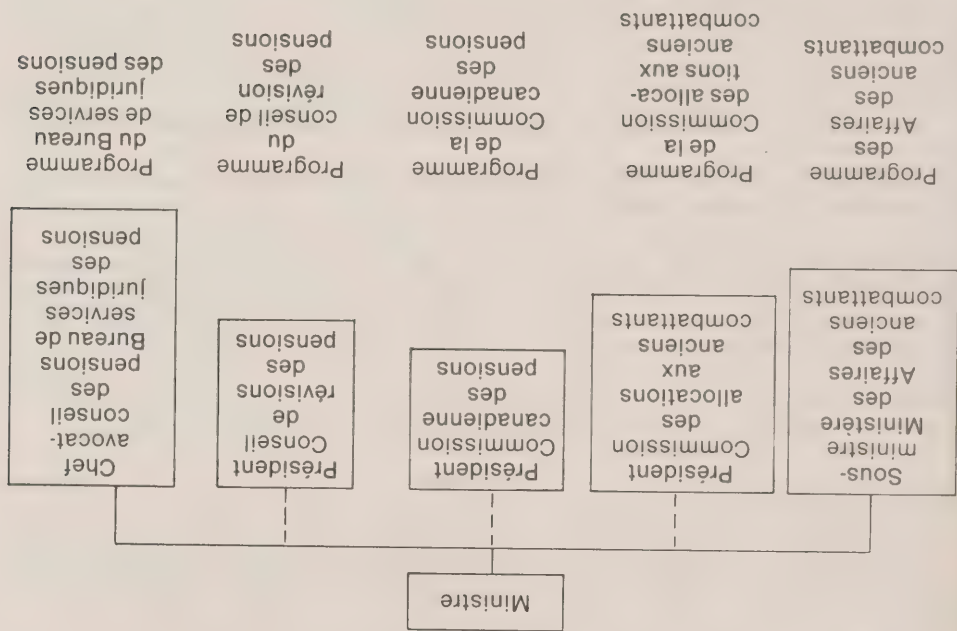 Ministre
Sous-
ministre
Ministère
des
Affaires
des
anciens
combattants
Président
Commission
des
allocations
aux
anciens
combattants
Président
Commission
canadienne
des
pensions
Président
Conseil
de
révisions
des
pensions
Chef
avocat-
conseil
des
pensions
Bureau de
services
juridiques
des
pensions
Programme
des
Affaires
des
anciens
combattants
Programme
de la
Commission
des alloca-
tions aux
anciens
combattants
Programme
de la
Commission
canadienne
des
pensions
Programme
du
conseil de
révision
des
pensions
Programme
du Bureau
de services
juridiques
des pensions